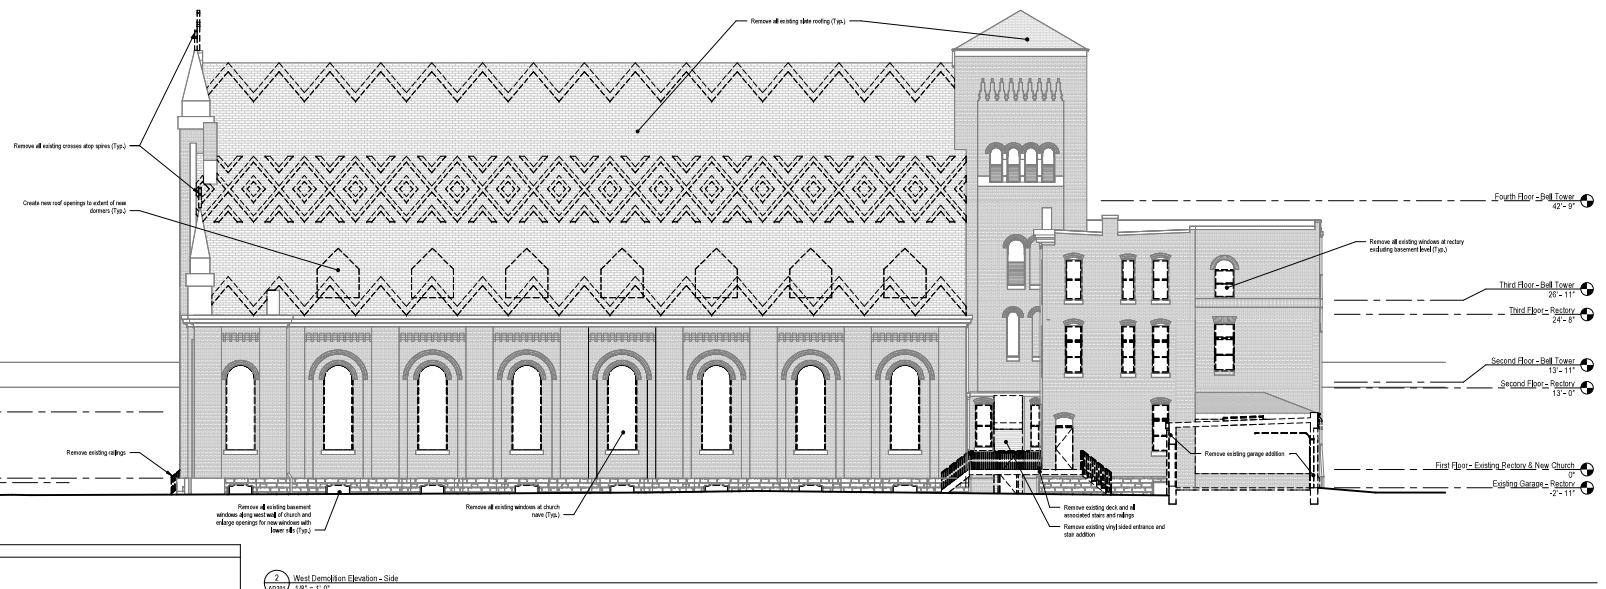 Remove all existing slate roofing (Typ.)
Remove all existing crosses atop spires (Typ.)
Create new roof openings to extent of new
dormers (Typ.)
Fourth Floor - Bell Tower
42' - 9"
Remove all existing windows at rectory
excluding basement level (Typ.)
Third Floor - Bell Tower
26' - 11"
Third Floor - Rectory
24' - 8"
Second Floor - Bell Tower
13' - 11"
Second Floor - Rectory
13' - 0"
Remove existing railings
Remove existing garage addition
First Floor - Existing Rectory & New Church
0"
Existing Garage - Rectory
-2' - 11"
Remove all existing basement
windows along west wall of church and
enlarge openings for new windows with
lower sills (Typ.)
Remove all existing windows at church
nave (Typ.)
Remove existing deck and all
associated stairs and railings
Remove existing vinyl sided entrance and
stair addition
2
West Demolition Elevation - Side
1/8" = 1'-0"